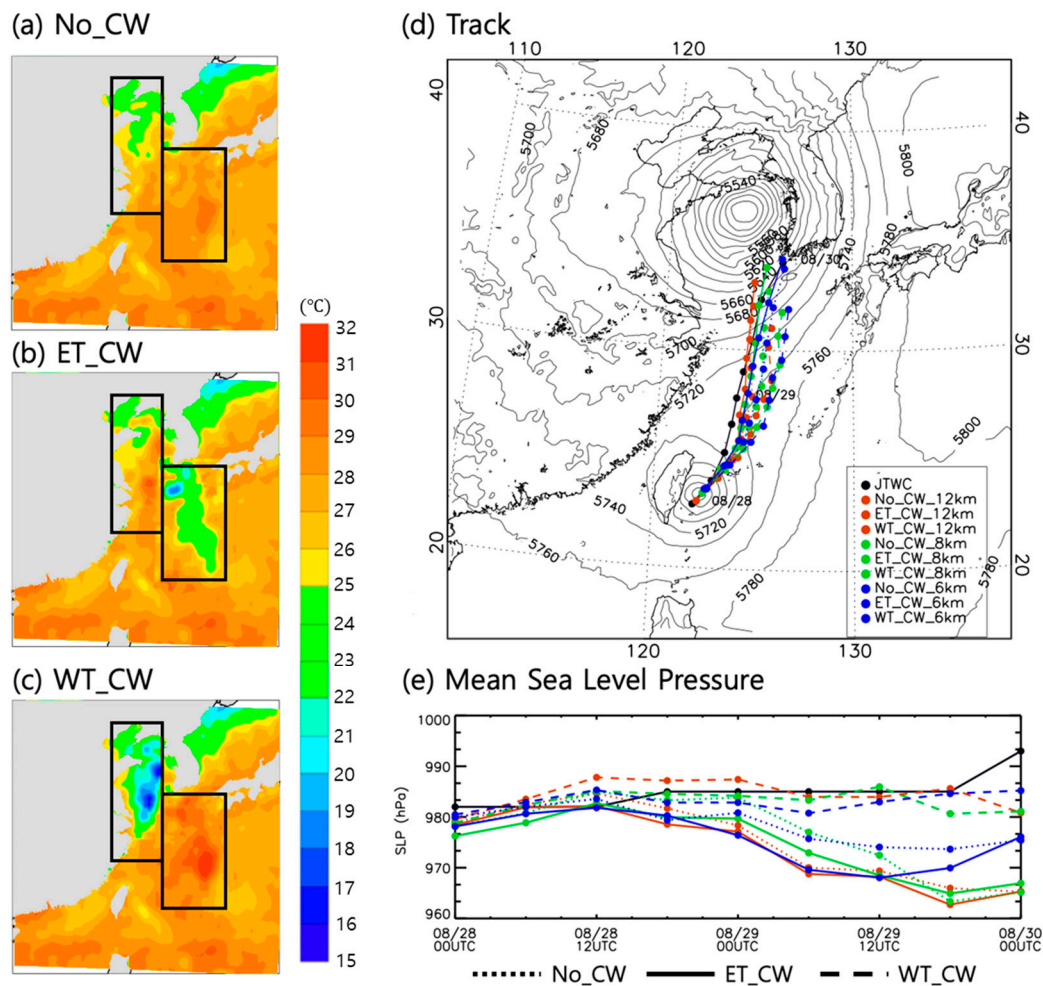 (a) No_CW
(b) ET_CW
(c) WT_CW
(°C)
32
31
30
29
28
27
26
25
24
23
22
21
20
19
18
17
16
15
(d) Track
110 120 130
40
30
20
40
30
20
120 130
5700
5680
5540
5800
5780
5740
5660
5680
5700
5720
5760
5800
5740
5720
5760
5780
5780
08/30
08/29
08/28
JTWC
No_CW_12km
ET_CW_12km
WT_CW_12km
No_CW_8km
ET_CW_8km
WT_CW_8km
No_CW_6km
ET_CW_6km
WT_CW_6km
(e) Mean Sea Level Pressure
SLP (hPa)
1000
990
980
970
960
08/28 08/28 08/29 08/29 08/30
00UTC 12UTC 00UTC 12UTC 00UTC
No_CW ET_CW WT_CW